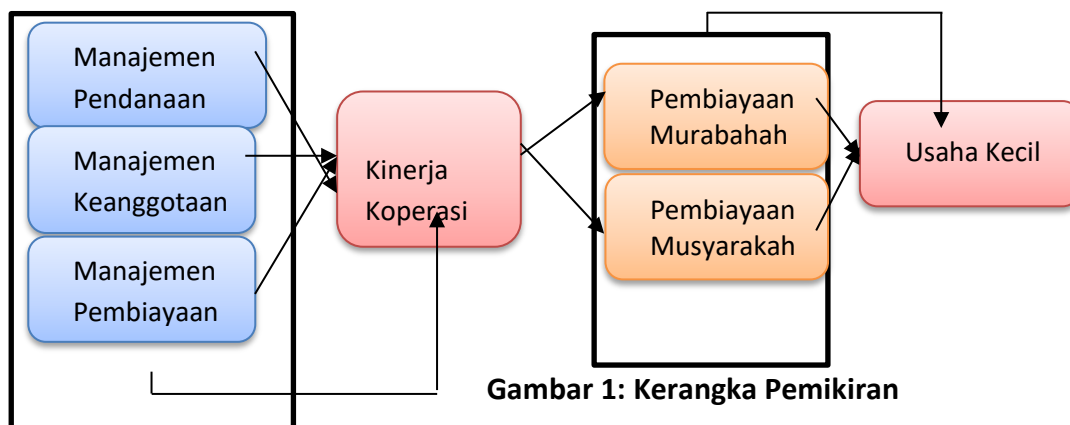 Manajemen
Pendanaan
Manajemen
Keanggotaan
Manajemen
Pembiayaan
Kinerja
Koperasi
Pembiayaan
Murabahah
Pembiayaan
Musyarakah
Usaha Kecil
Gambar 1: Kerangka Pemikiran